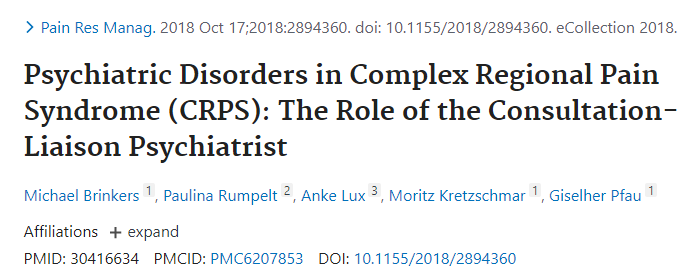 > Pain Res Manag. 2018 Oct 17;2018:2894360. doi: 10.1155/2018/2894360. eCollection 2018.
Psychiatric Disorders in Complex Regional Pain
Syndrome (CRPS): The Role of the Consultation-
Liaison Psychiatrist
Michael Brinkers 1, Paulina Rumpelt 2, Anke Lux 3, Moritz Kretzschmar 1, Giselher Pfau 1
Affiliations + expand
PMID: 30416634 PMCID: PMC6207853 DOI: 10.1155/2018/2894360